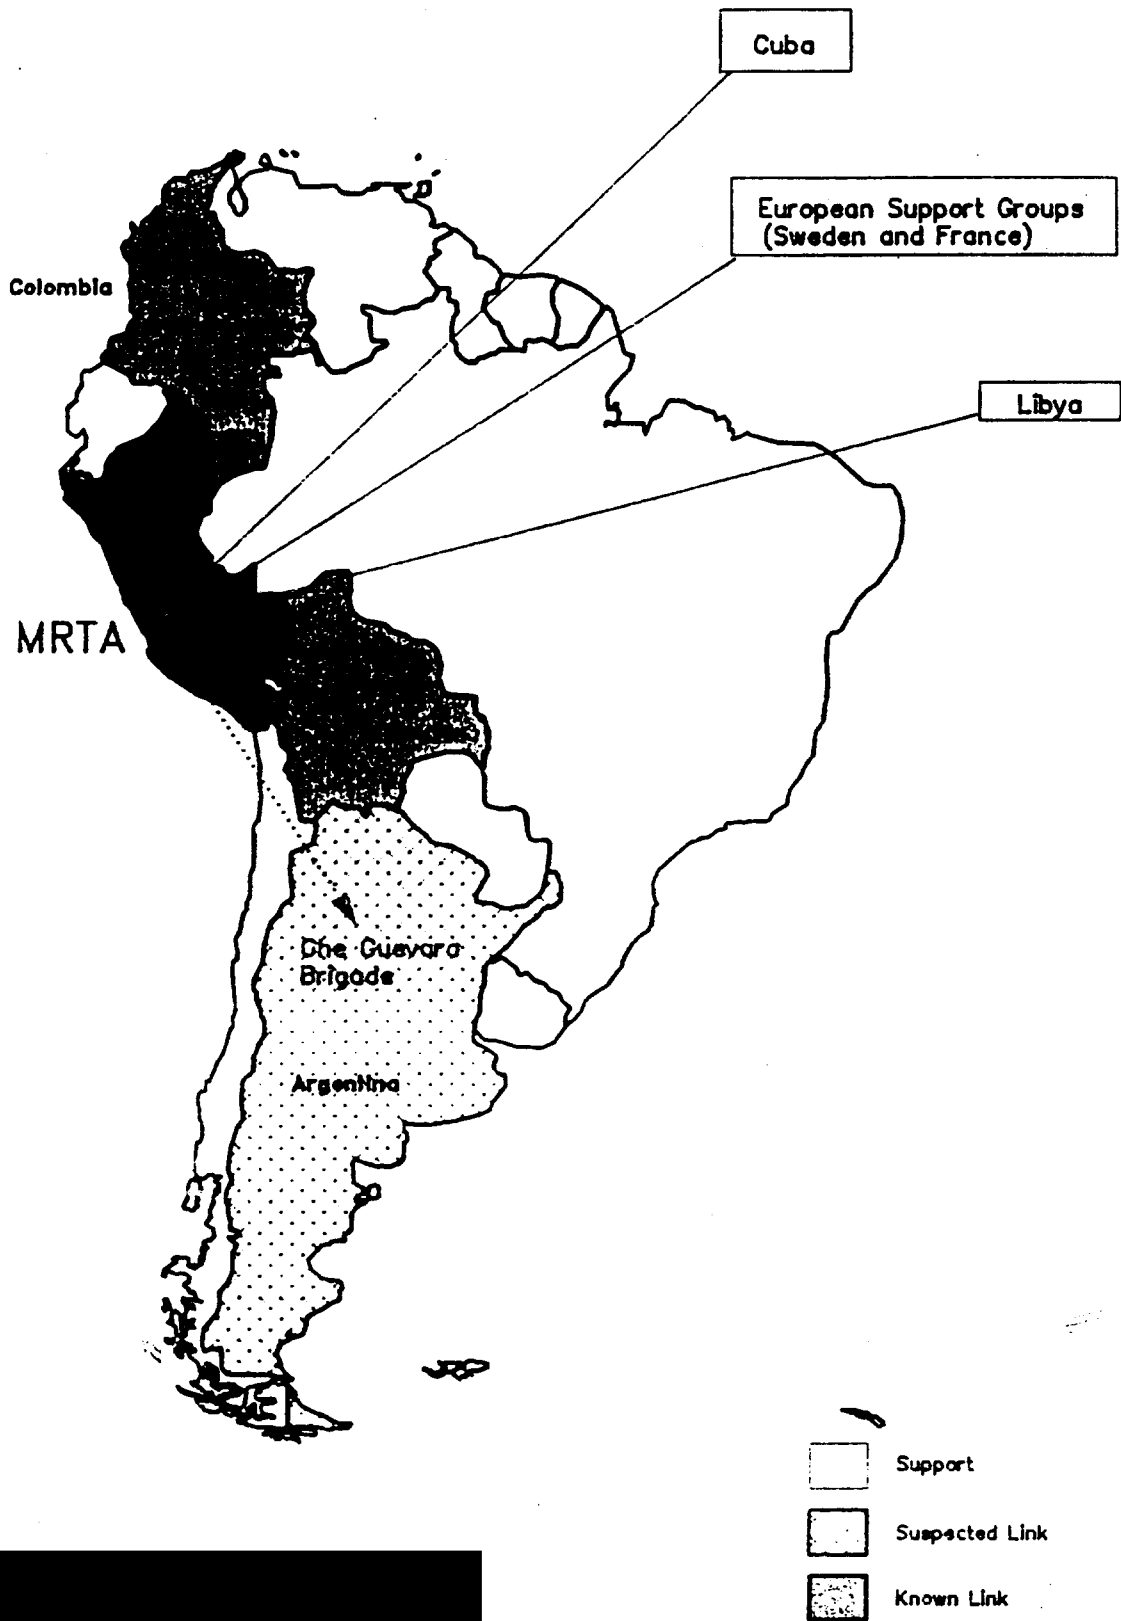 Cuba
European Support Groups
(Sweden and France)
Colombia
Libya
MRTA
Che Guevara
Brigade
Argentina
Support
Suspected Link
Known Link